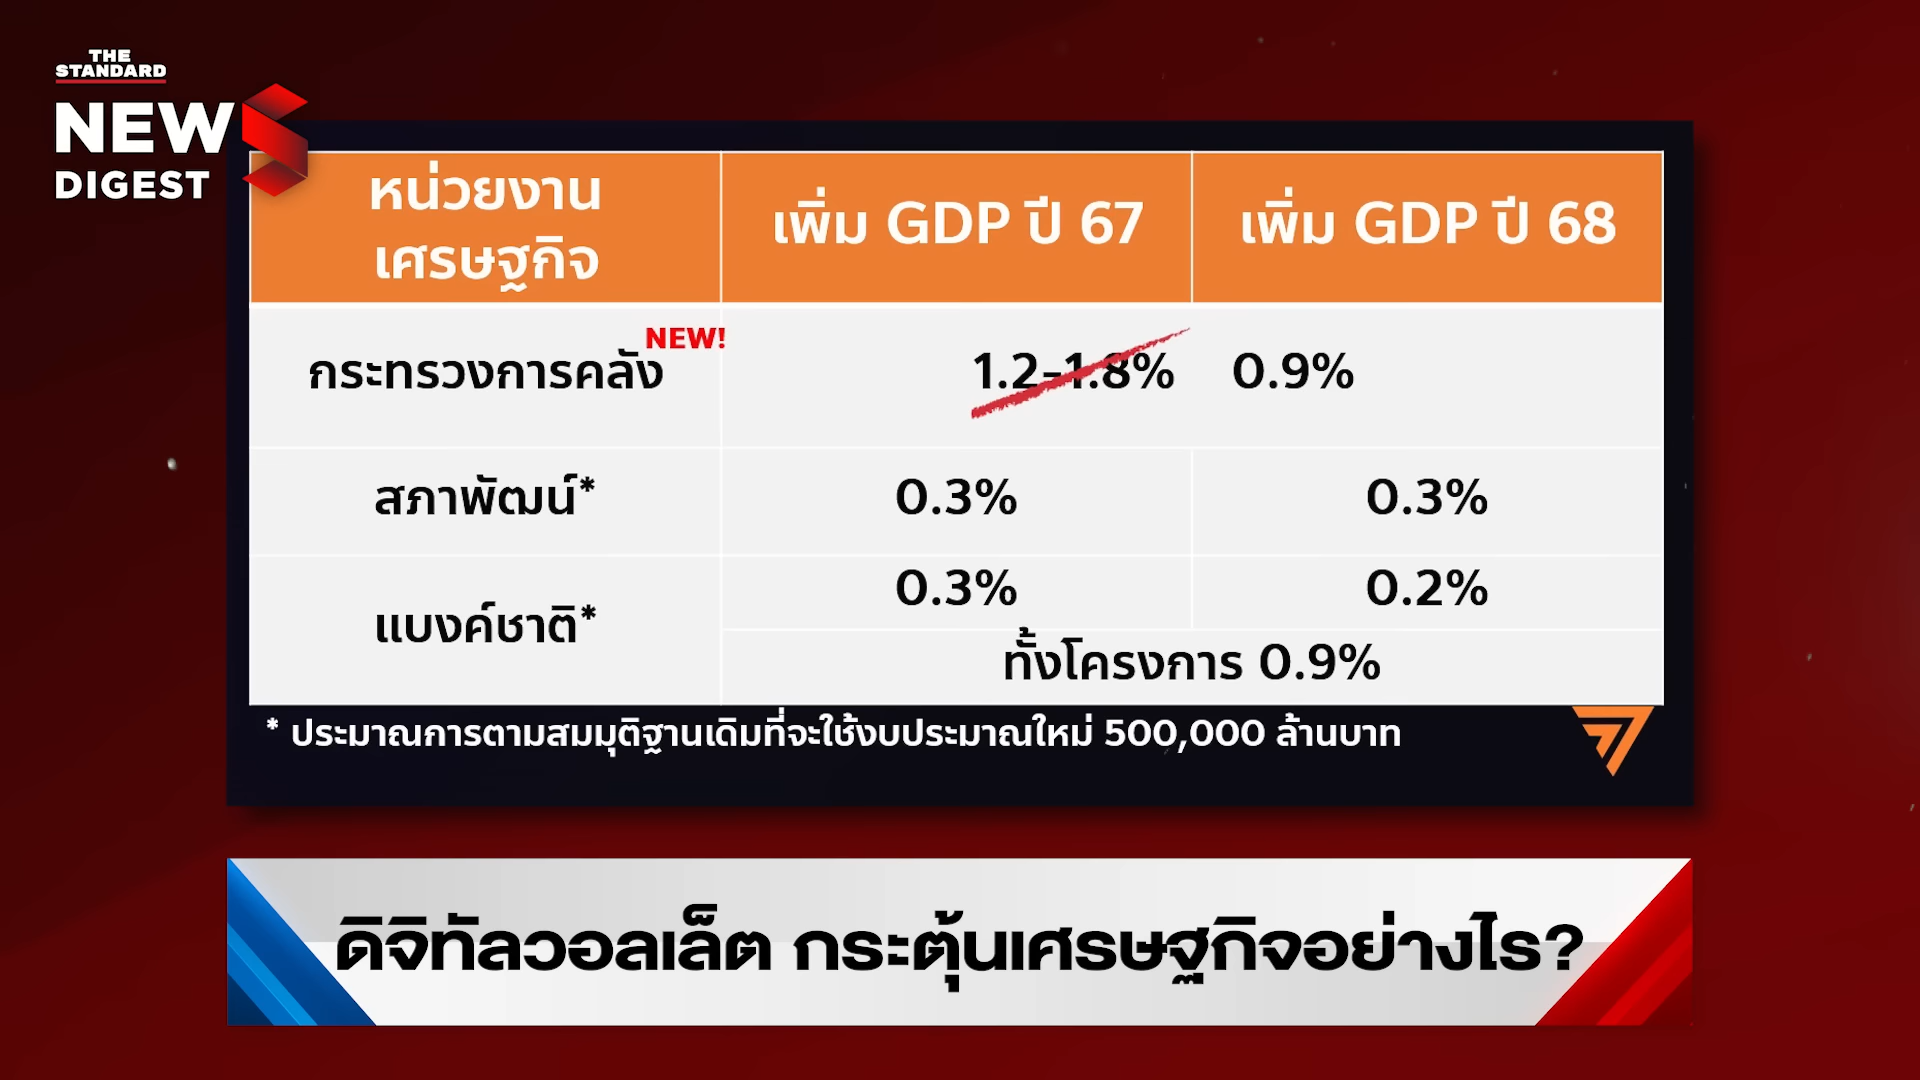 THE
STANDARD
NEWS
DIGEST
หน่วยงาน
เศรษฐกิจ
เพิ่ม GDP ปี 67
เพิ่ม GDP ปี 68
กระทรวงการคลัง
NEW!
1.2-1.8%
0.9%
สภาพัฒน์*
0.3%
0.3%
แบงค์ชาติ*
0.3%
0.2%
ทั้งโครงการ 0.9%
* ประมาณการตามสมมุติฐานเดิมที่จะใช้งบประมาณใหม่ 500,000 ล้านบาท
ดิจิทัลวอลเล็ต กระตุ้นเศรษฐกิจอย่างไร?